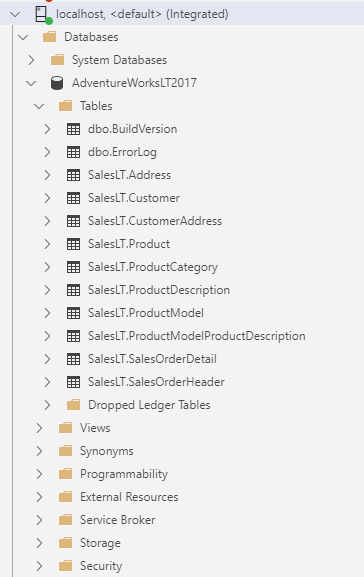 localhost, <default> (Integrated)
Databases
System Databases
AdventureWorksLT2017
Tables
dbo.BuildVersion
dbo.ErrorLog
SalesLT.Address
SalesLT.Customer
SalesLT.CustomerAddress
SalesLT.Product
SalesLT.ProductCategory
SalesLT.ProductDescription
SalesLT.ProductModel
SalesLT.ProductModelProductDescription
SalesLT.SalesOrderDetail
SalesLT.SalesOrderHeader
Dropped Ledger Tables
Views
Synonyms
Programmability
External Resources
Service Broker
Storage
Security